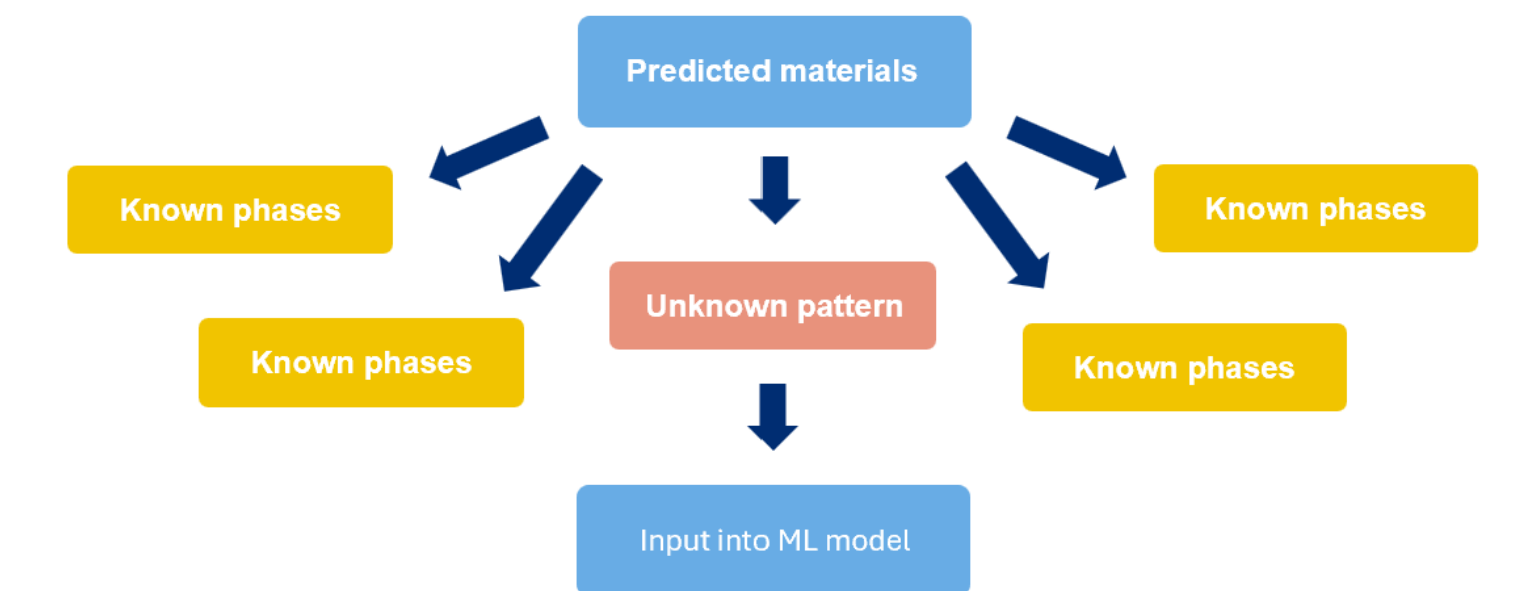 Predicted materials
Known phases
Known phases
Unknown pattern
Known phases
Known phases
Input into ML model